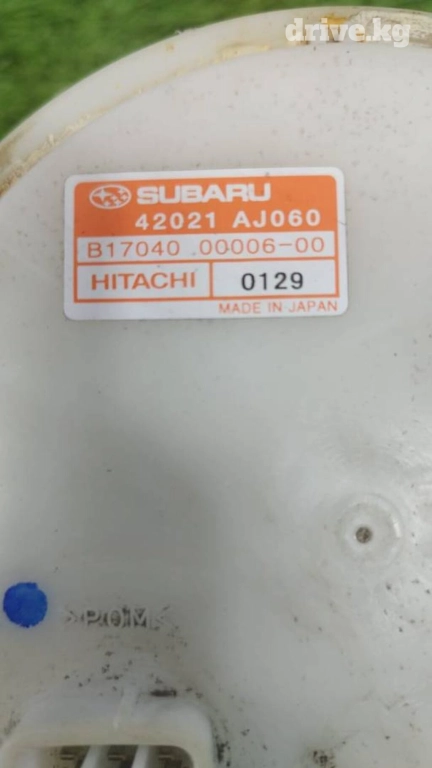 drive.kg
SUBARU
42021 AJ060
B17040 00006-00
HITACHI 0129
MADE IN JAPAN
>POM<